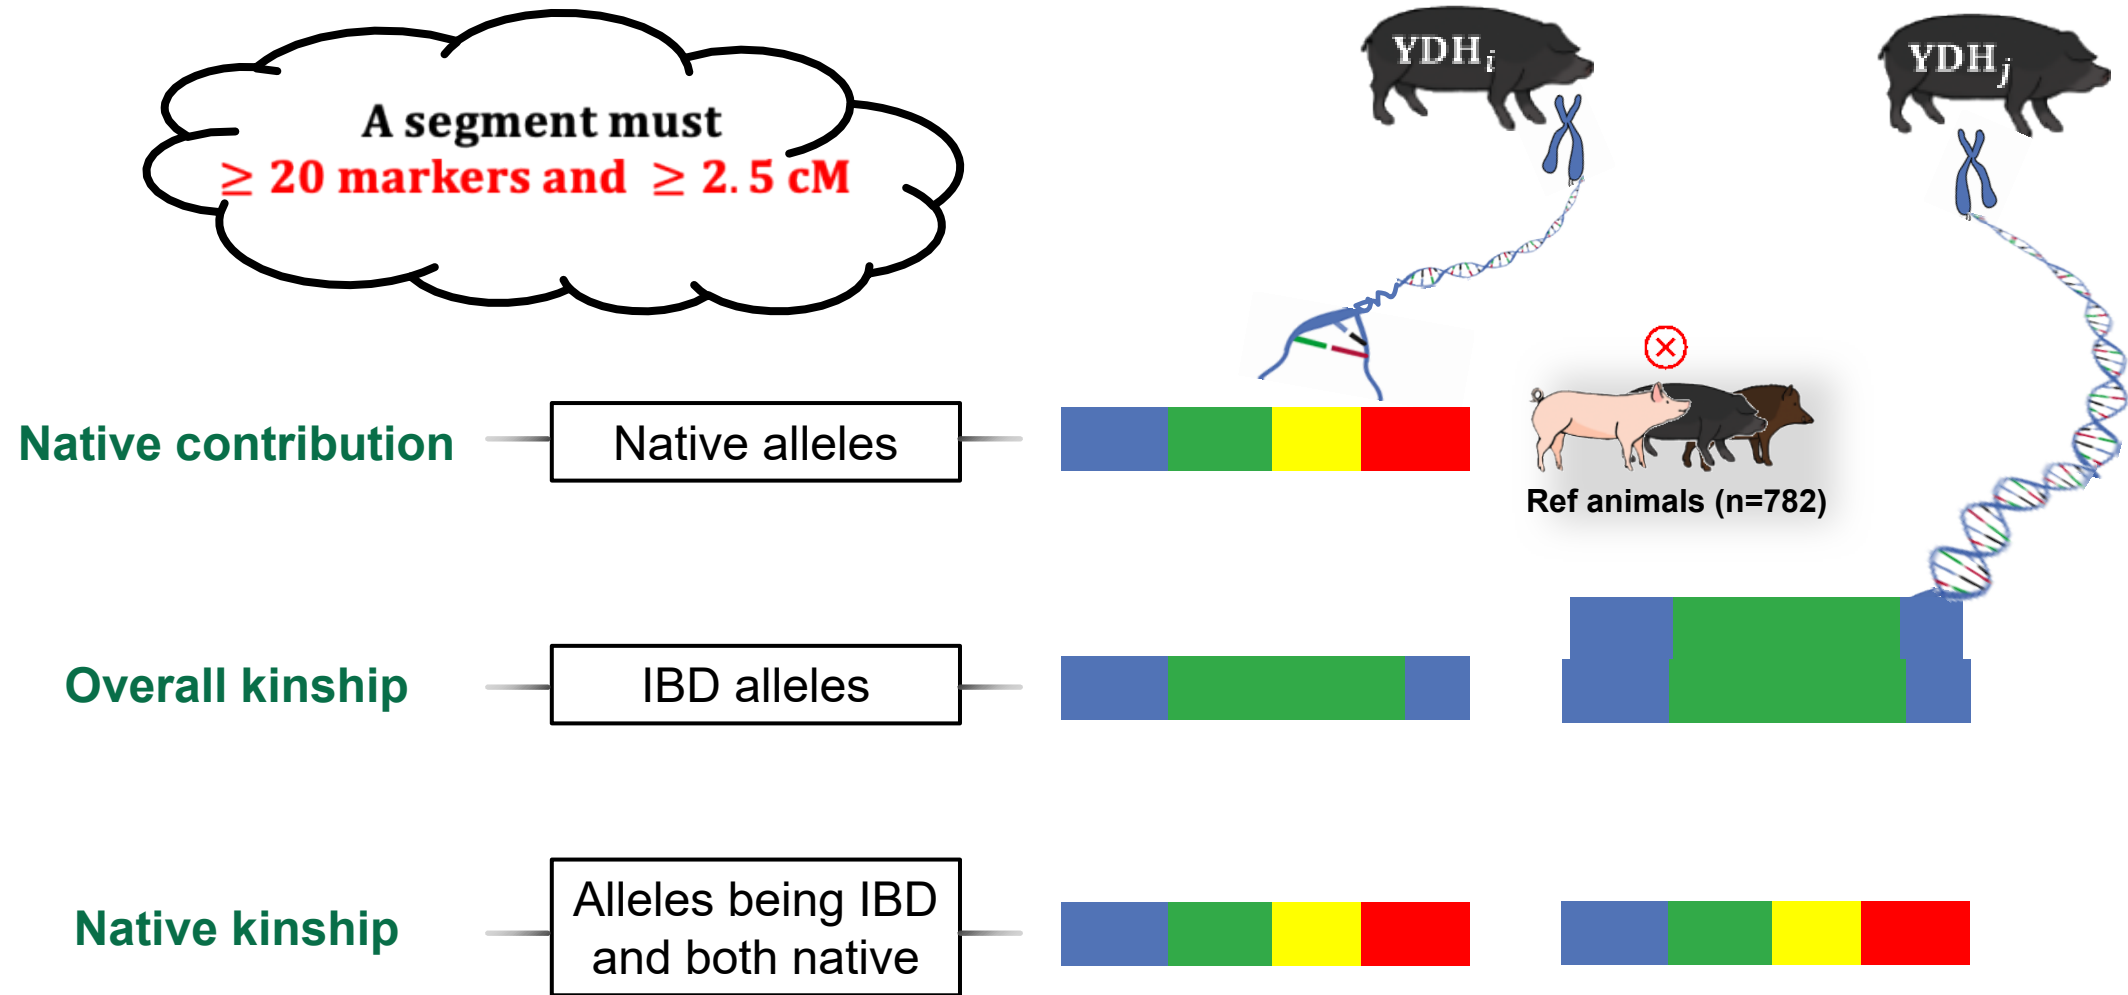 A segment must
≥ 20 markers and ≥ 2.5 cM
YDHi
YDHj
Native contribution
Native alleles
Ref animals (n=782)
Overall kinship
IBD alleles
Native kinship
Alleles being IBD
and both native